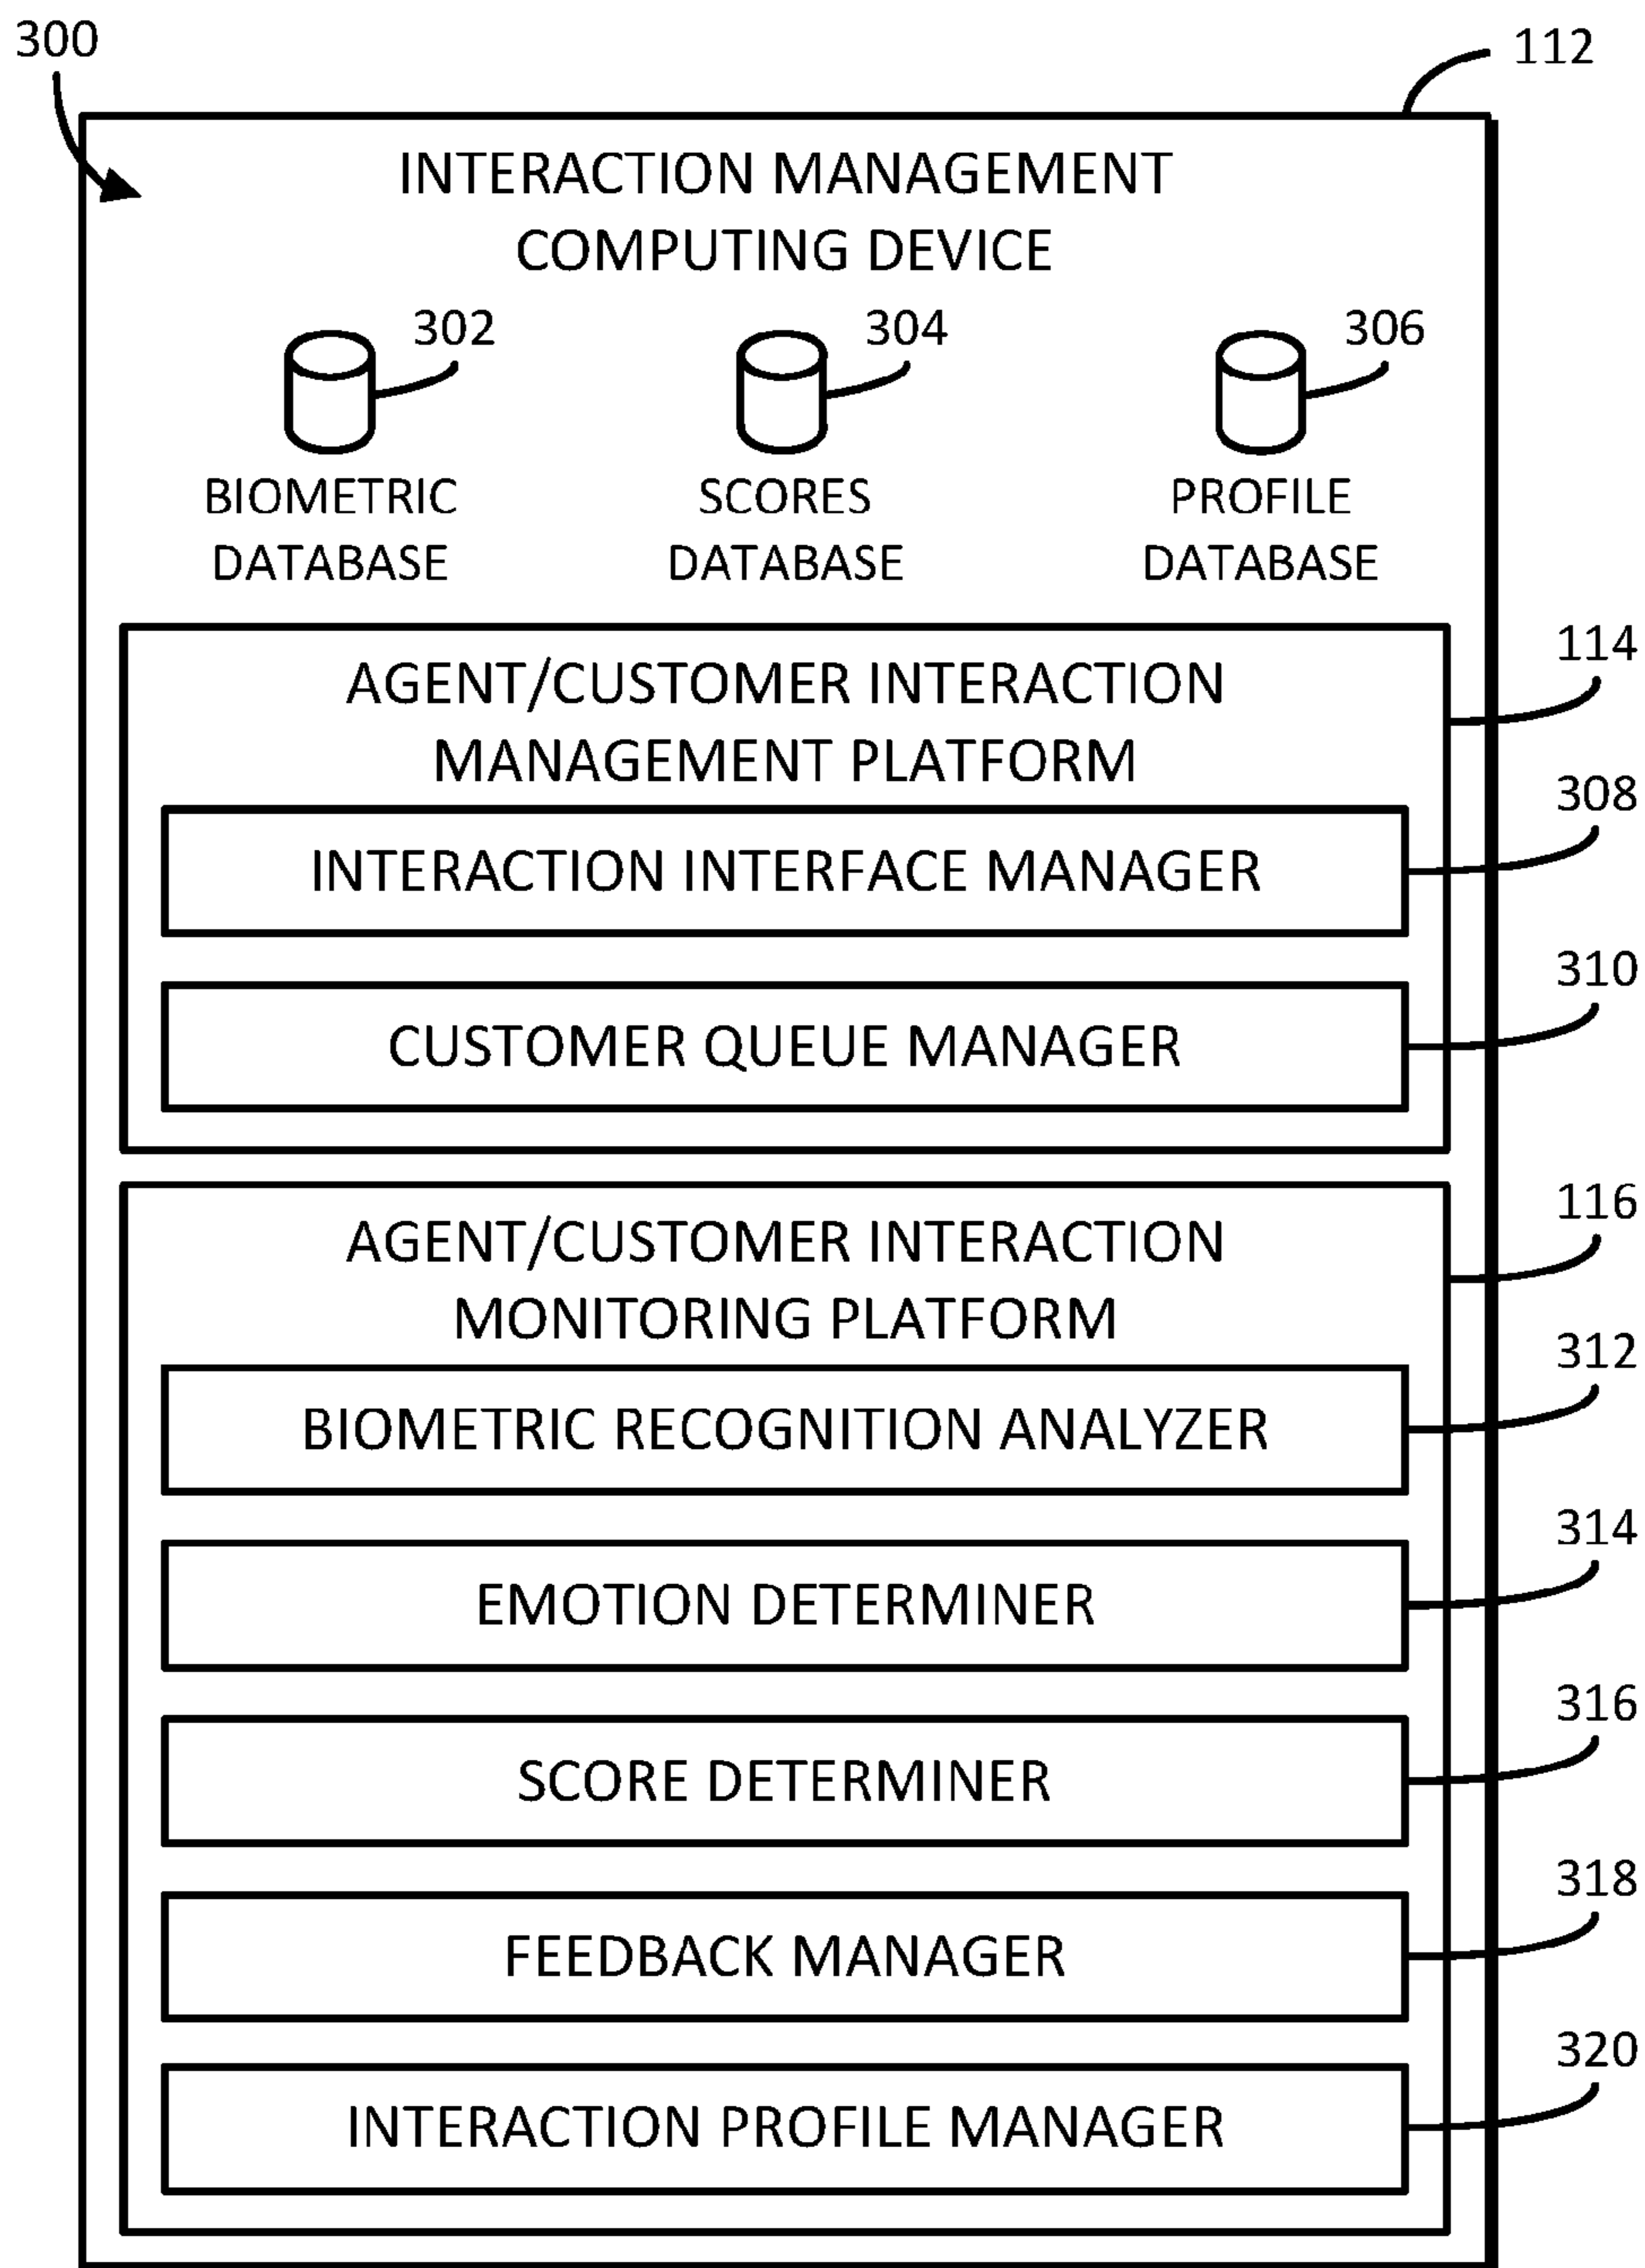 300
112
INTERACTION MANAGEMENT
COMPUTING DEVICE
302
304
306
BIOMETRIC
DATABASE
SCORES
DATABASE
PROFILE
DATABASE
114
AGENT/CUSTOMER INTERACTION
MANAGEMENT PLATFORM
308
INTERACTION INTERFACE MANAGER
310
CUSTOMER QUEUE MANAGER
116
AGENT/CUSTOMER INTERACTION
MONITORING PLATFORM
312
BIOMETRIC RECOGNITION ANALYZER
314
EMOTION DETERMINER
316
SCORE DETERMINER
318
FEEDBACK MANAGER
320
INTERACTION PROFILE MANAGER